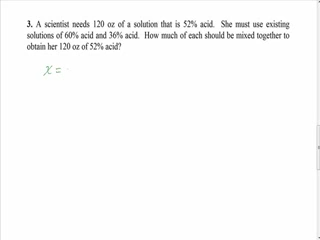 3. A scientist needs 120 oz of a solution that is 52% acid. She must use existing
solutions of 60% acid and 36% acid. How much of each should be mixed together to
obtain her 120 oz of 52% acid?
x =